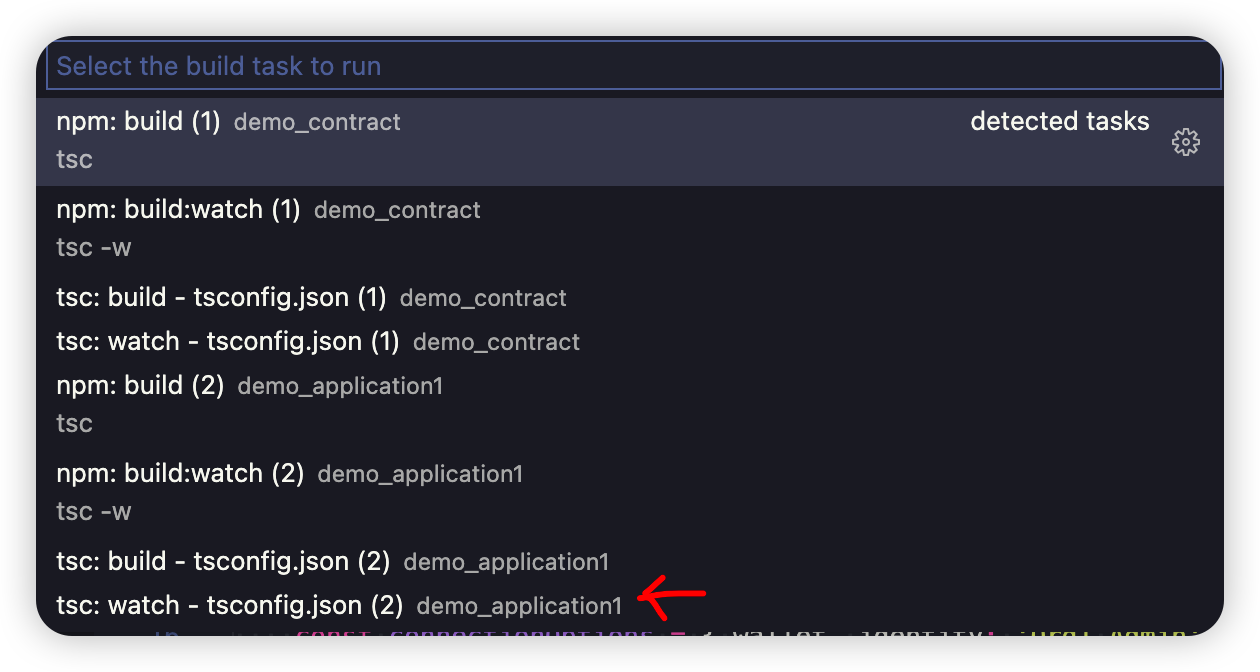 Select the build task to run
npm: build (1) demo_contract detected tasks
tsc
npm: build:watch (1) demo_contract
tsc -w
tsc: build - tsconfig.json (1) demo_contract
tsc: watch - tsconfig.json (1) demo_contract
npm: build (2) demo_application1
tsc
npm: build:watch (2) demo_application1
tsc -w
tsc: build - tsconfig.json (2) demo_application1
tsc: watch - tsconfig.json (2) demo_application1